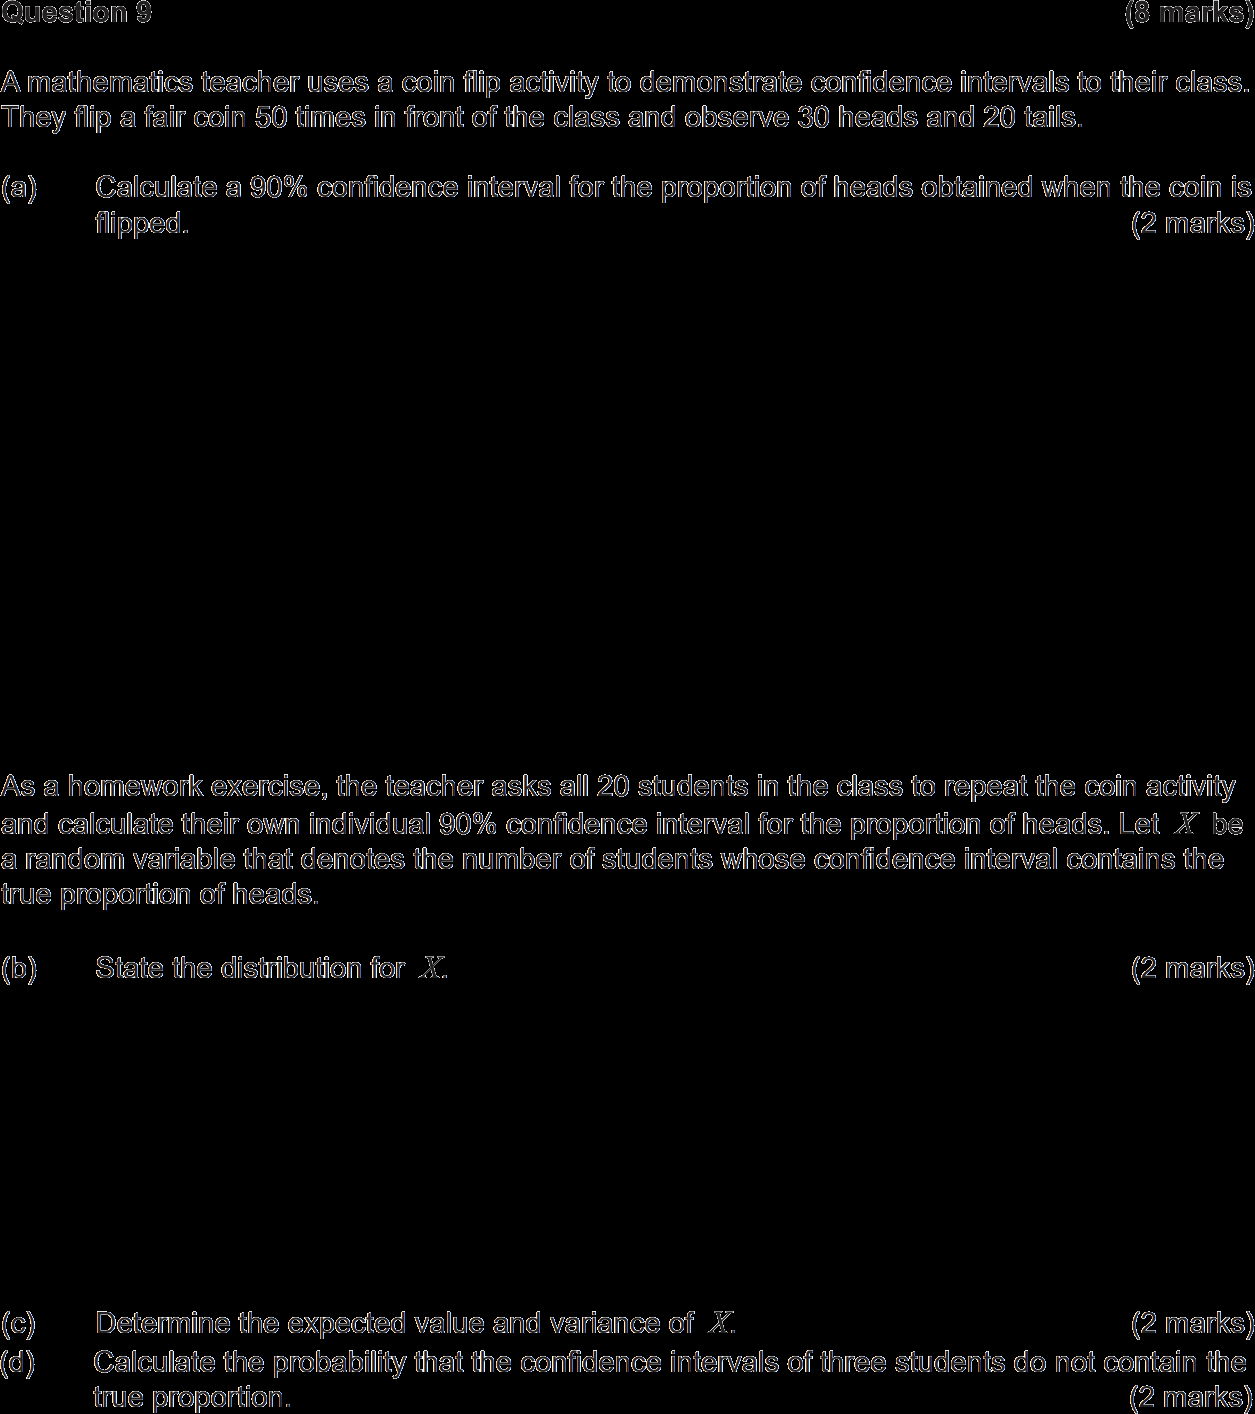 Question 9 (8 marks)
A mathematics teacher uses a coin flip activity to demonstrate confidence intervals to their class.
They flip a fair coin 50 times in front of the class and observe 30 heads and 20 tails.
(a) Calculate a 90% confidence interval for the proportion of heads obtained when the coin is
flipped. (2 marks)
As a homework exercise, the teacher asks all 20 students in the class to repeat the coin activity
and calculate their own individual 90% confidence interval for the proportion of heads. Let X be
a random variable that denotes the number of students whose confidence interval contains the
true proportion of heads.
(b) State the distribution for X. (2 marks)
(c) Determine the expected value and variance of X. (2 marks)
(d) Calculate the probability that the confidence intervals of three students do not contain the
true proportion. (2 marks)